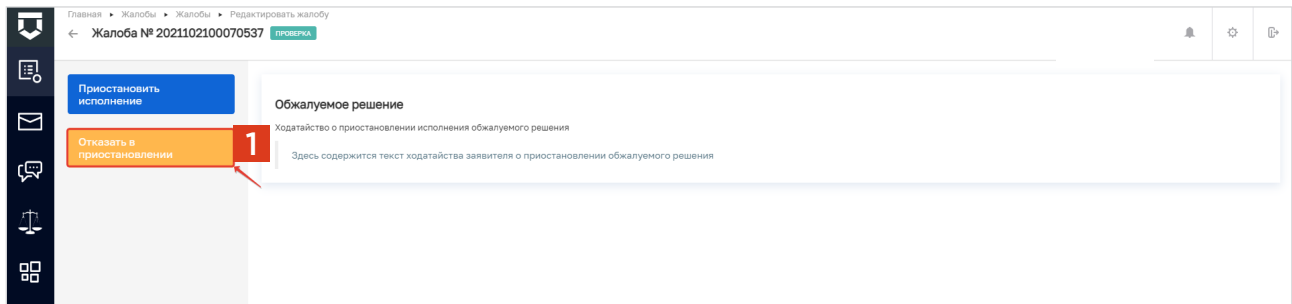 Главная ▸ Жалобы ▸ Жалобы ▸ Редактировать жалобу
← Жалоба № 2021102100070537 ПРОВЕРКА
Приостановить
исполнение
Отказать в
приостановлении
1
Обжалуемое решение
Ходатайство о приостановлении исполнения обжалуемого решения
Здесь содержится текст ходатайства заявителя о приостановлении обжалуемого решения